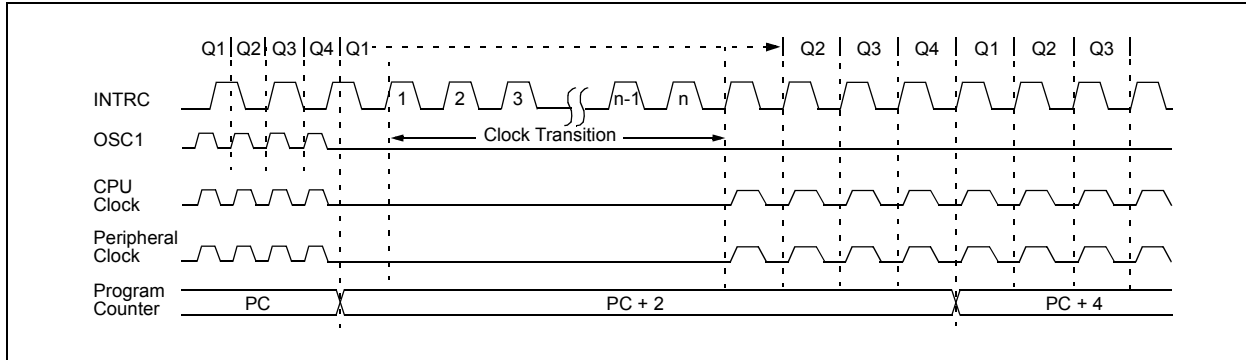 Q1 Q2 Q3 Q4 Q1 Q2 Q3 Q4 Q1 Q2 Q3
INTRC 1 2 3 n-1 n
OSC1 Clock Transition
CPU
Clock
Peripheral
Clock
Program
Counter PC PC + 2 PC + 4